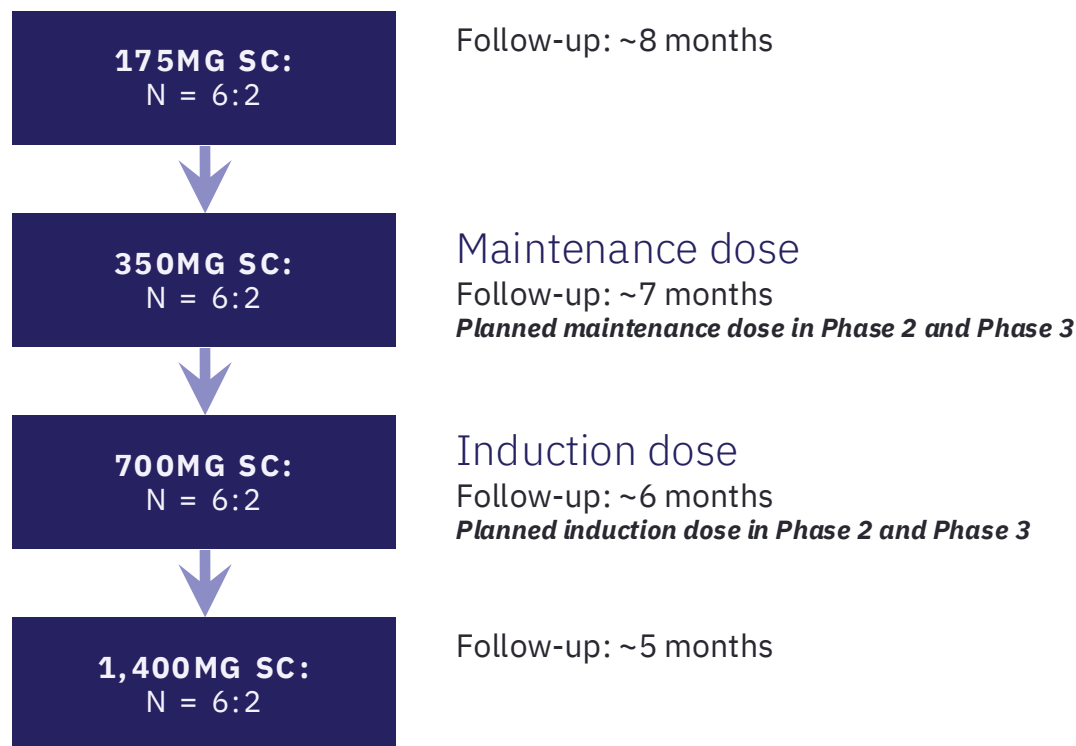 175MG SC:
N = 6:2
Follow-up: ~8 months
350MG SC:
N = 6:2
Maintenance dose
Follow-up: ~7 months
Planned maintenance dose in Phase 2 and Phase 3
700MG SC:
N = 6:2
Induction dose
Follow-up: ~6 months
Planned induction dose in Phase 2 and Phase 3
1,400MG SC:
N = 6:2
Follow-up: ~5 months